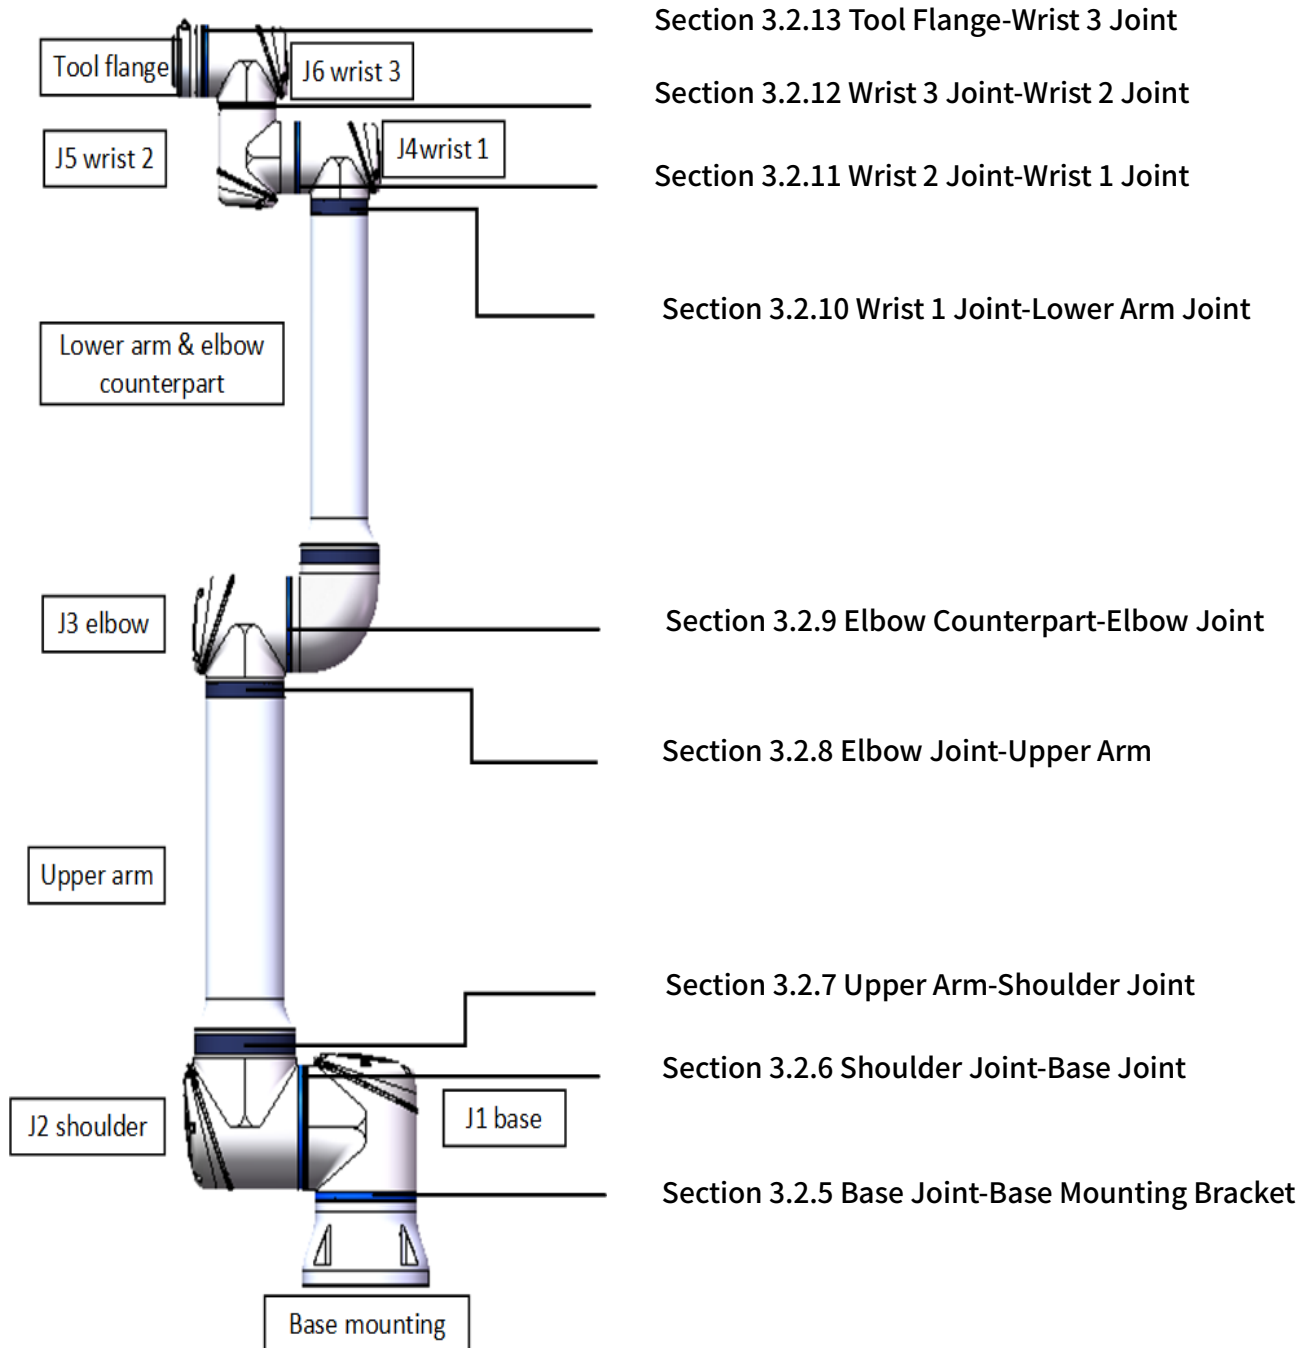 Section 3.2.13 Tool Flange-Wrist 3 Joint
Tool flange
J6 wrist 3
Section 3.2.12 Wrist 3 Joint-Wrist 2 Joint
J5 wrist 2
J4wrist 1
Section 3.2.11 Wrist 2 Joint-Wrist 1 Joint
Section 3.2.10 Wrist 1 Joint-Lower Arm Joint
Lower arm & elbow
counterpart
J3 elbow
Section 3.2.9 Elbow Counterpart-Elbow Joint
Section 3.2.8 Elbow Joint-Upper Arm
Upper arm
Section 3.2.7 Upper Arm-Shoulder Joint
Section 3.2.6 Shoulder Joint-Base Joint
J2 shoulder
J1 base
Section 3.2.5 Base Joint-Base Mounting Bracket
Base mounting